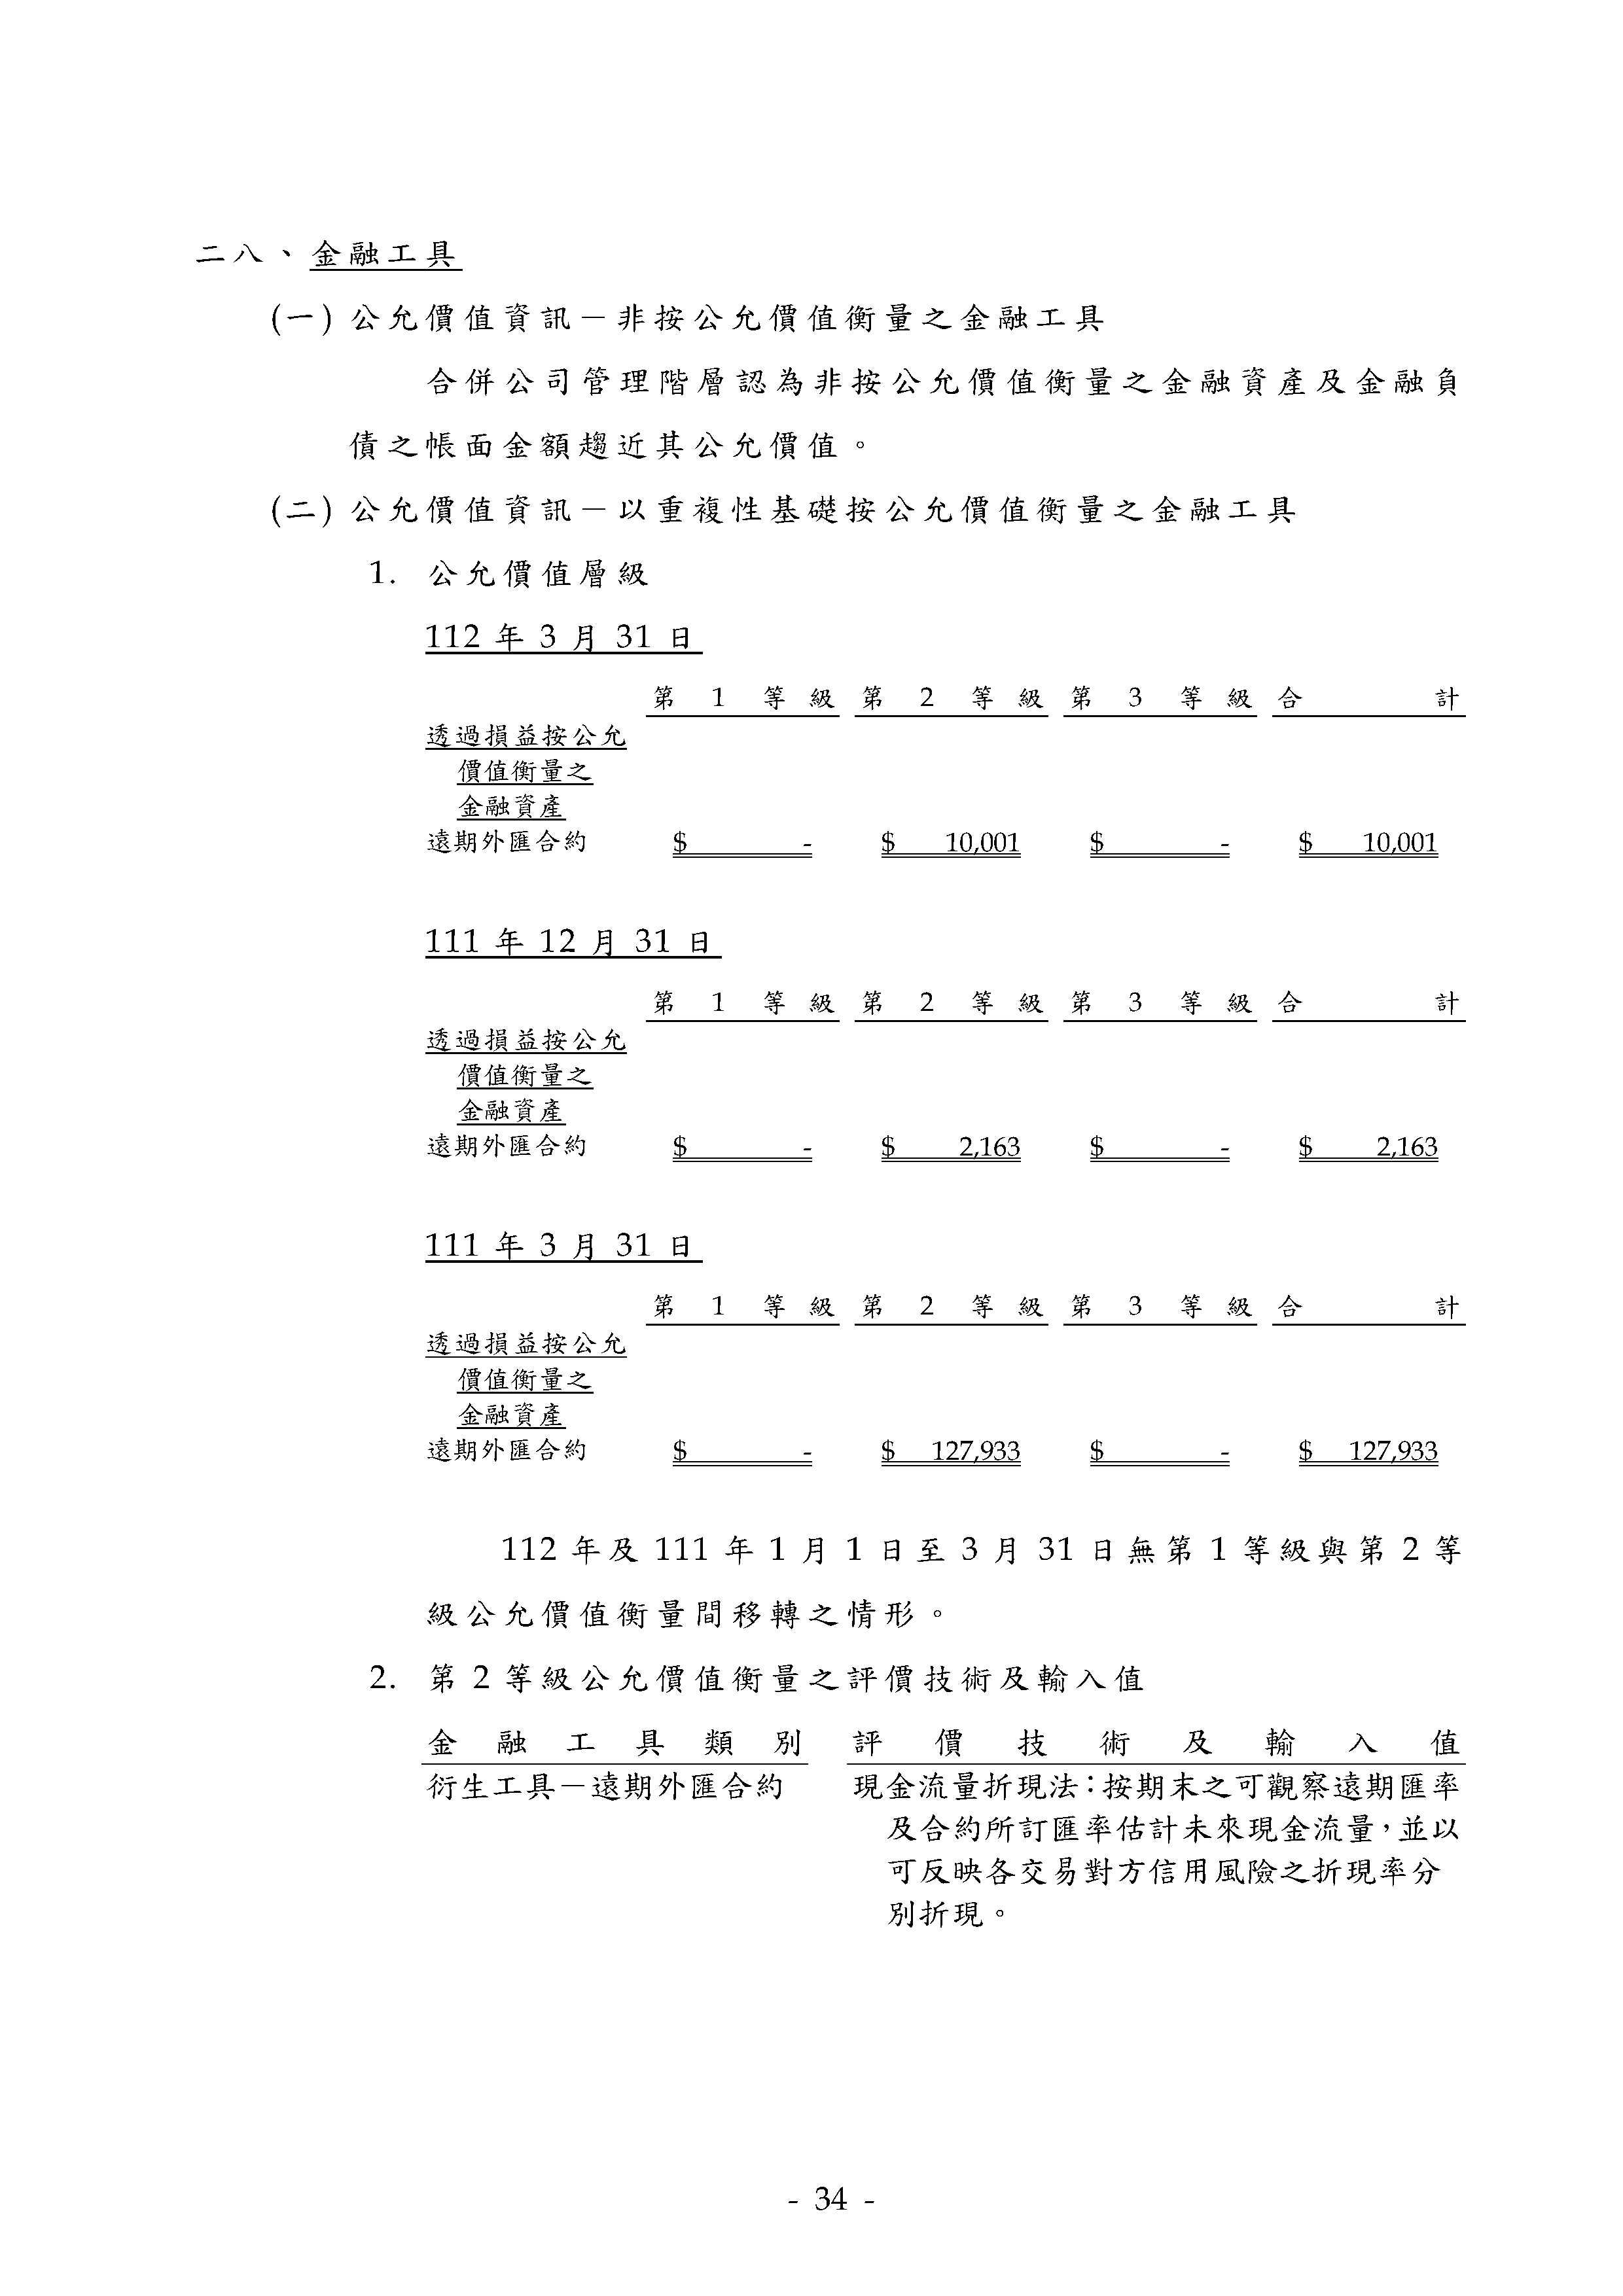 二八、金融工具
(一) 公允價值資訊－非按公允價值衡量之金融工具
合併公司管理階層認為非按公允價值衡量之金融資產及金融負
債之帳面金額趨近其公允價值。
(二) 公允價值資訊－以重複性基礎按公允價值衡量之金融工具
1. 公允價值層級
112 年 3 月 31 日
第 1 等級 第 2 等級 第 3 等級 合計
透過損益按公允
價值衡量之
金融資產
遠期外匯合約 $ - $ 10,001 $ - $ 10,001
111 年 12 月 31 日
第 1 等級 第 2 等級 第 3 等級 合計
透過損益按公允
價值衡量之
金融資產
遠期外匯合約 $ - $ 2,163 $ - $ 2,163
111 年 3 月 31 日
第 1 等級 第 2 等級 第 3 等級 合計
透過損益按公允
價值衡量之
金融資產
遠期外匯合約 $ - $ 127,933 $ - $ 127,933
112 年及 111 年 1 月 1 日至 3 月 31 日無第 1 等級與第 2 等
級公允價值衡量間移轉之情形。
2. 第 2 等級公允價值衡量之評價技術及輸入值
金融工具類別 評價技術及輸入值
衍生工具－遠期外匯合約 現金流量折現法：按期末之可觀察遠期匯率
及合約所訂匯率估計未來現金流量，並以
可反映各交易對方信用風險之折現率分
別折現。
- 34 -